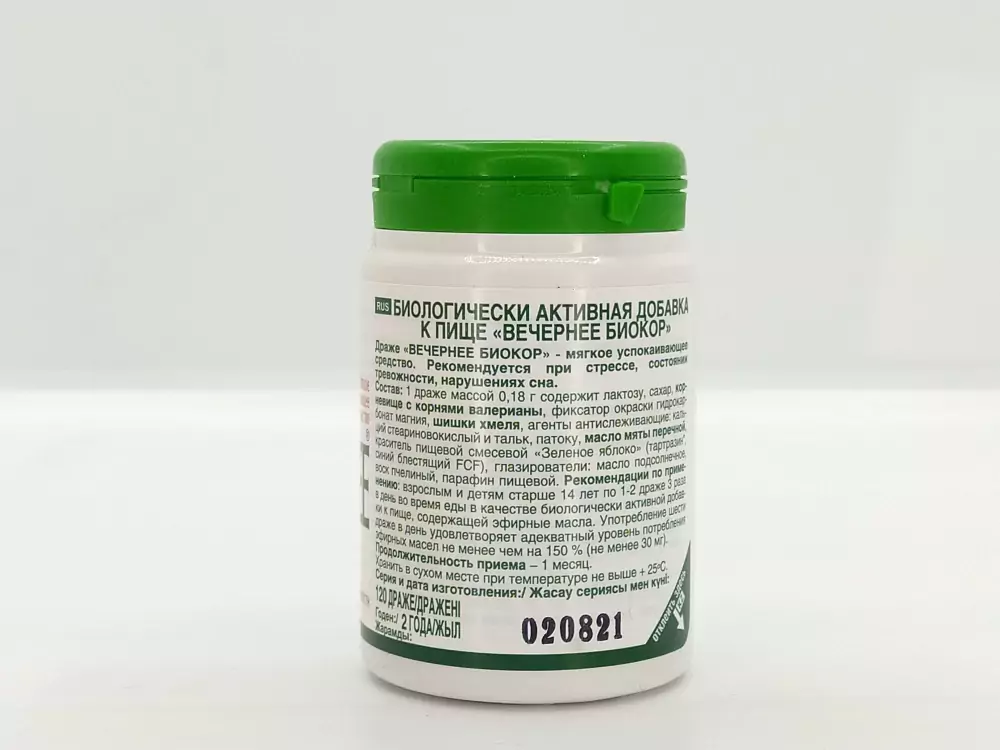 RUS БИОЛОГИЧЕСКИ АКТИВНАЯ ДОБАВКА
К ПИЩЕ «ВЕЧЕРНЕЕ БИОКОР»
Драже «ВЕЧЕРНЕЕ БИОКОР» - мягкое успокаивающее
средство. Рекомендуется при стрессе, состоянии
тревожности, нарушениях сна.
Состав: 1 драже массой 0,18 г содержит лактозу, сахар, кор-
невище с корнями валерианы, фиксатор окраски гидрокар-
бонат магния, шишки хмеля, агенты антислеживающие: каль-
ций стеариновокислый и тальк, патоку, масло мяты перечной,
краситель пищевой смесевой «Зеленое яблоко» (тартразин,
синий блестящий FCF), глазирователи: масло подсолнечное,
воск пчелиный, парафин пищевой. Рекомендации по приме-
нению: взрослым и детям старше 14 лет по 1-2 драже 3 раза
в день во время еды в качестве биологически активной добав-
ки к пище, содержащей эфирные масла. Употребление шести
драже в день удовлетворяет адекватный уровень потребления
эфирных масел не менее чем на 150 % (не менее 30 мг).
Продолжительность приема – 1 месяц.
Хранить в сухом месте при температуре не выше + 25ºС.
Серия и дата изготовления:/ Жасау сериясы мен күні:
120 ДРАЖЕ/ДРАЖЕНІ
Годен:/ 2 ГОДА/ЖЫЛ
Жарамды:
020821
ОТКЛЕИТЬ ЗДЕСЬ